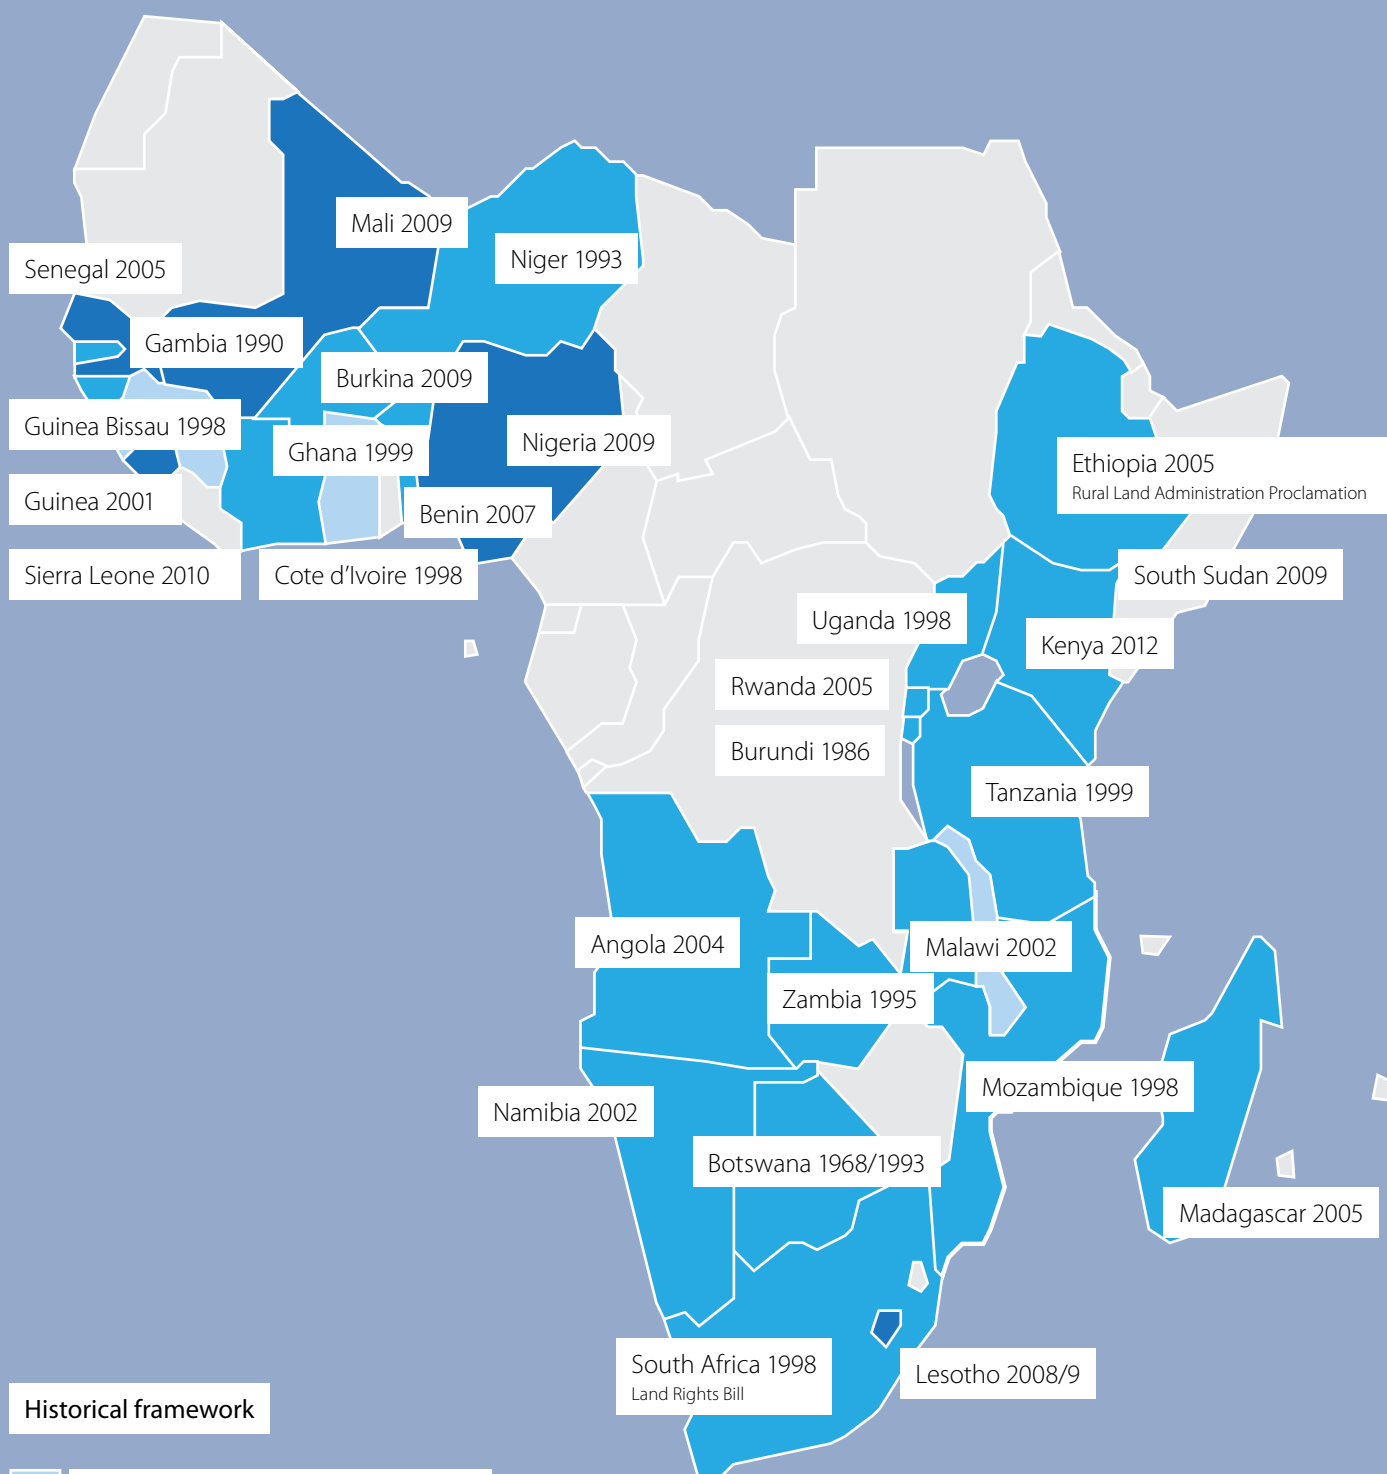 Mali 2009
Niger 1993
Senegal 2005
Gambia 1990
Burkina 2009
Guinea Bissau 1998
Ghana 1999
Nigeria 2009
Ethiopia 2005
Rural Land Administration Proclamation
Guinea 2001
Benin 2007
Sierra Leone 2010
Cote d’Ivoire 1998
South Sudan 2009
Uganda 1998
Kenya 2012
Rwanda 2005
Burundi 1986
Tanzania 1999
Angola 2004
Malawi 2002
Zambia 1995
Mozambique 1998
Namibia 2002
Botswana 1968/1993
Madagascar 2005
South Africa 1998
Land Rights Bill
Lesotho 2008/9
Historical framework